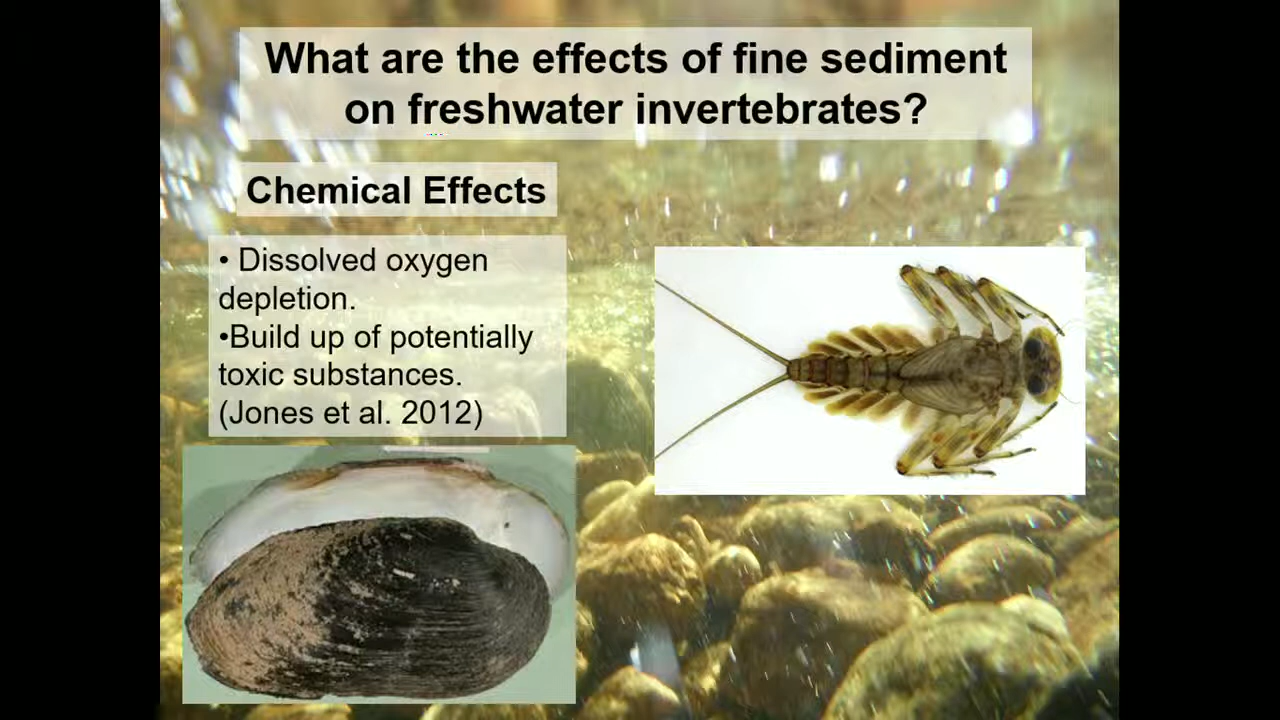 What are the effects of fine sediment
on freshwater invertebrates?
Chemical Effects
• Dissolved oxygen
depletion.
•Build up of potentially
toxic substances.
(Jones et al. 2012)